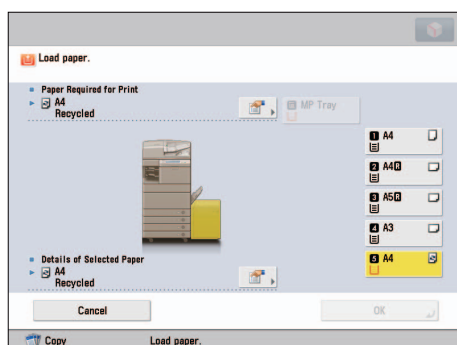 Load paper.
Paper Required for Print
A4
Recycled
MP Tray
1 A4
2 A4R
3 A5R
4 A3
5 A4
Details of Selected Paper
A4
Recycled
Cancel
OK
Copy Load paper.